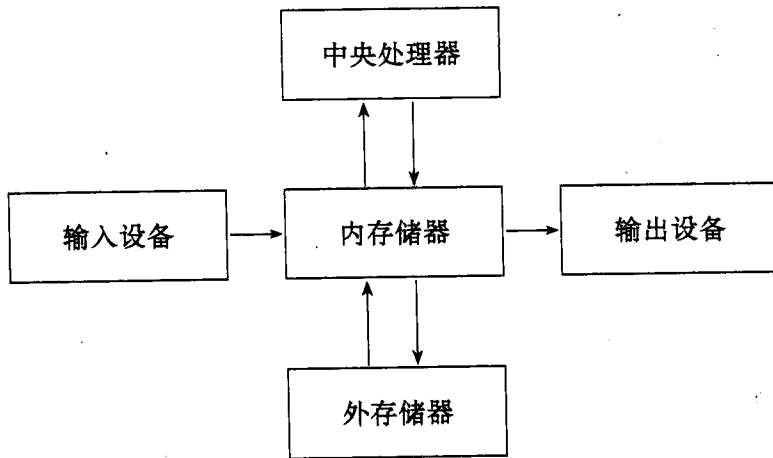 中央处理器
输入设备
内存储器
输出设备
外存储器